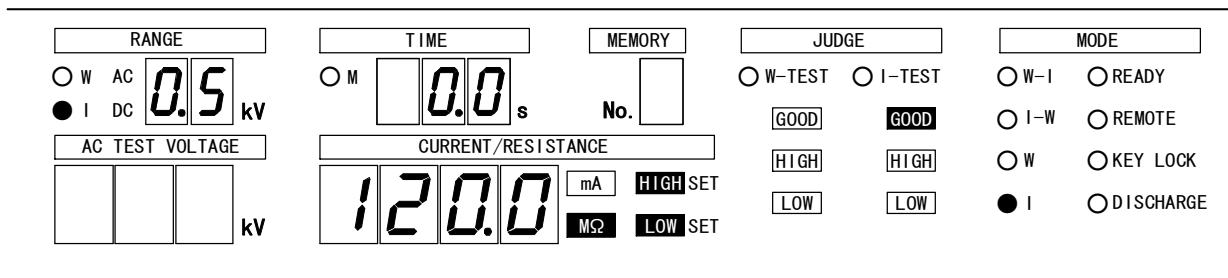 RANGE TIME MEMORY JUDGE MODE
W AC M W-TEST I-TEST W-I READY
I DC 0.5 kV 0.0 s No. GOOD GOOD I-W REMOTE
AC TEST VOLTAGE CURRENT/RESISTANCE
HIGH HIGH W KEY LOCK
mA HIGH SET
120.0 LOW LOW I DISCHARGE
kV MΩ LOW SET